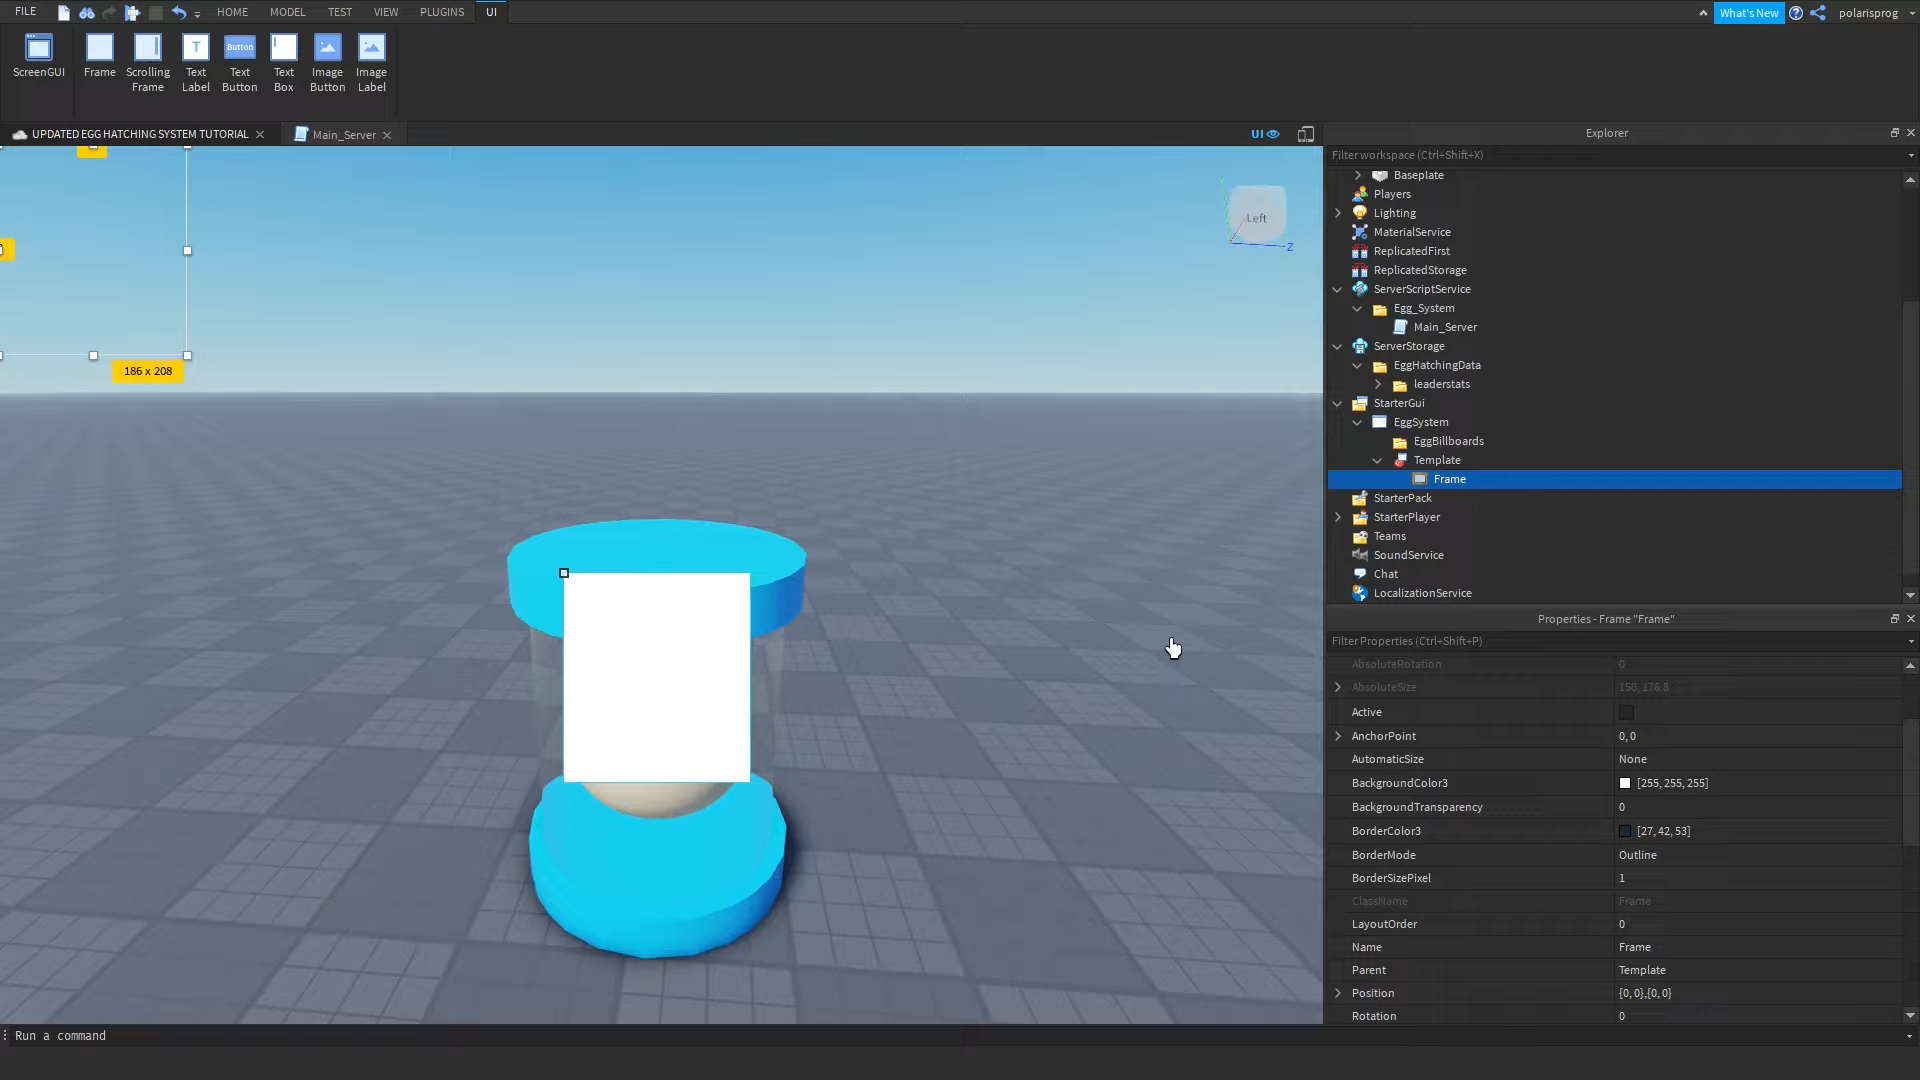 FILE
HOME
MODEL
TEST
VIEW
PLUGINS
UI
What's New
polarisprog
ScreenGUI
Frame
Scrolling
Frame
T
Text
Label
Button
Text
Button
Text
Box
Image
Button
Image
Label
UPDATED EGG HATCHING SYSTEM TUTORIAL
Main_Server
UI
186 x 208
Y
Left
Z
Explorer
Filter workspace (Ctrl+Shift+X)
Baseplate
Players
Lighting
MaterialService
ReplicatedFirst
ReplicatedStorage
ServerScriptService
Egg_System
Main_Server
ServerStorage
EggHatchingData
leaderstats
StarterGui
EggSystem
EggBillboards
Template
Frame
StarterPack
StarterPlayer
Teams
SoundService
Chat
LocalizationService
Properties - Frame "Frame"
Filter Properties (Ctrl+Shift+P)
AbsoluteRotation 0
AbsoluteSize 158, 176.8
Active
AnchorPoint 0, 0
AutomaticSize None
BackgroundColor3 [255, 255, 255]
BackgroundTransparency 0
BorderColor3 [27, 42, 53]
BorderMode Outline
BorderSizePixel 1
ClassName Frame
LayoutOrder 0
Name Frame
Parent Template
Position {0, 0},{0, 0}
Rotation 0
Run a command